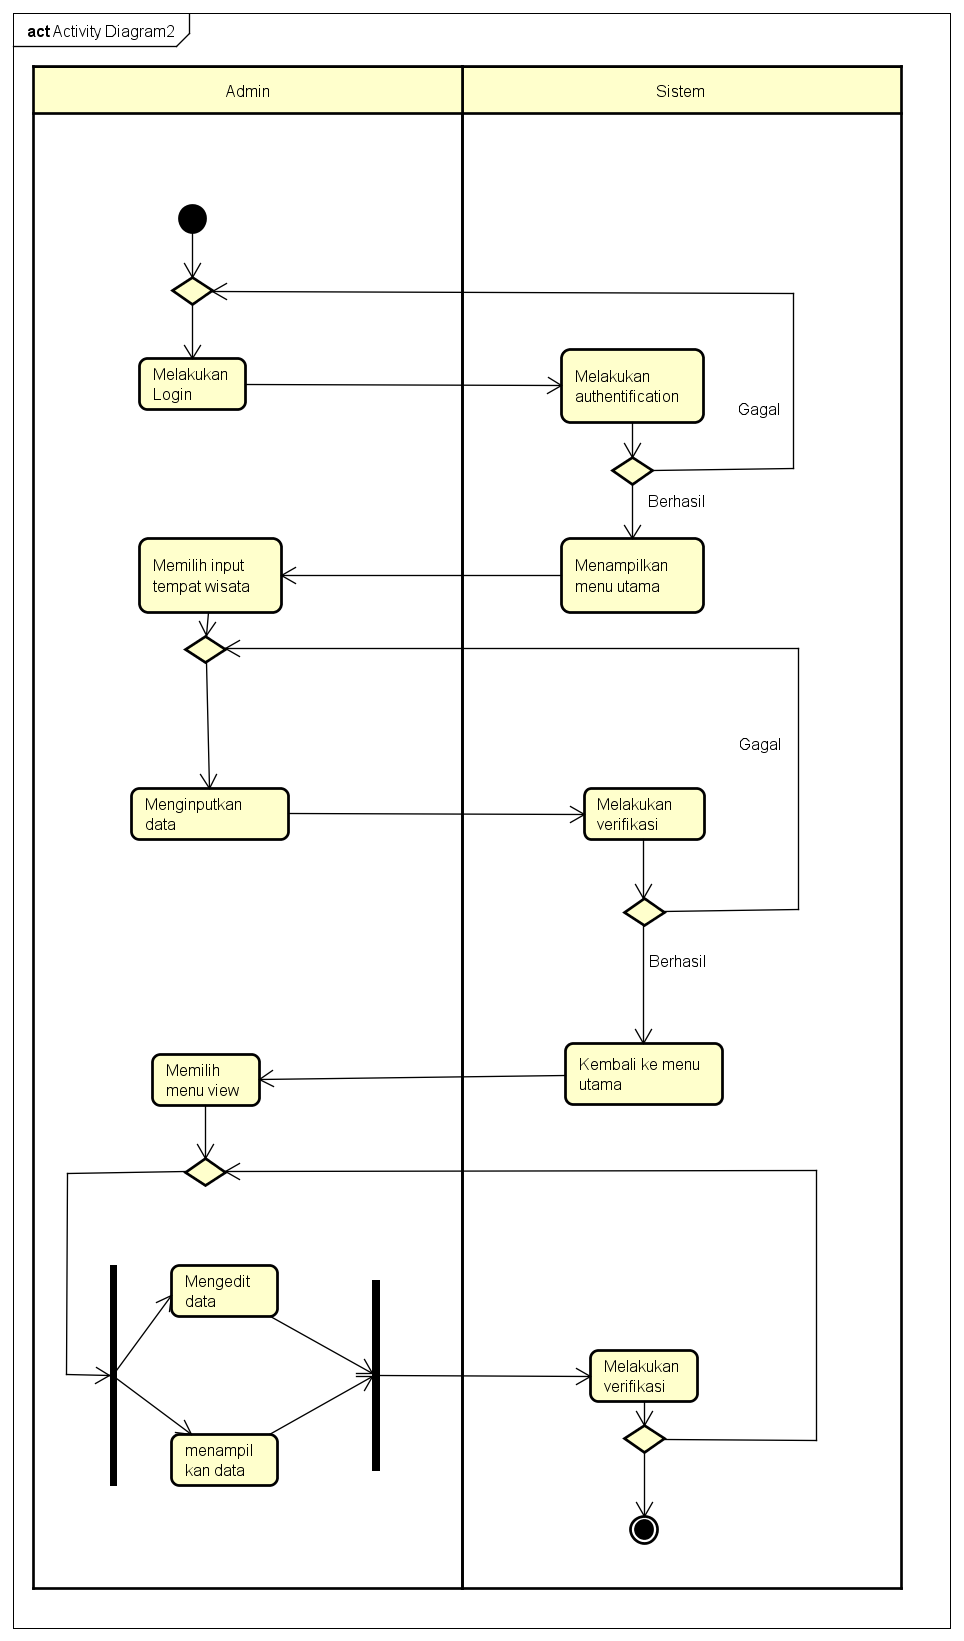 act Activity Diagram2
Admin
Sistem
Melakukan
Login
Melakukan
authentification
Gagal
Berhasil
Memilih input
tempat wisata
Menampilkan
menu utama
Gagal
Menginputkan
data
Melakukan
verifikasi
Berhasil
Memilih
menu view
Kembali ke menu
utama
Mengedit
data
Melakukan
verifikasi
menampil
kan data